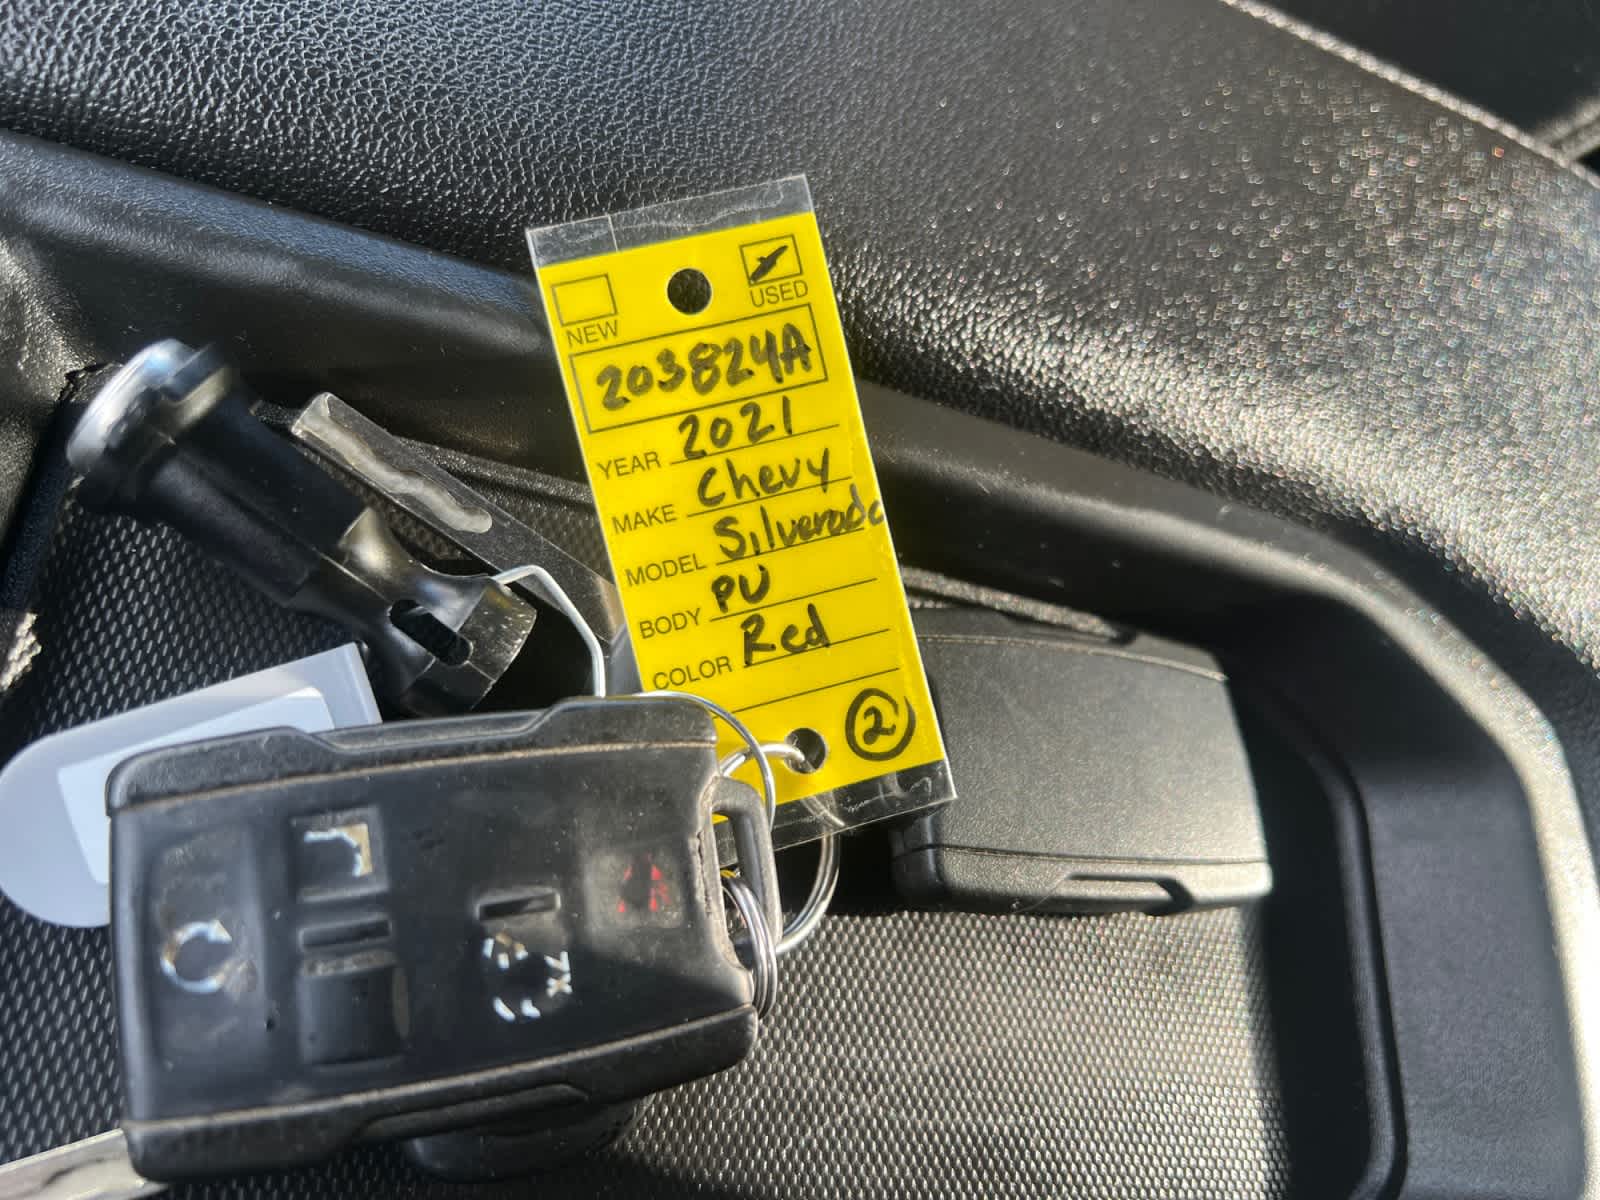 NEW
USED
203824A
YEAR 2021
MAKE Chevy
MODEL Silverado
BODY PU
COLOR Red
2